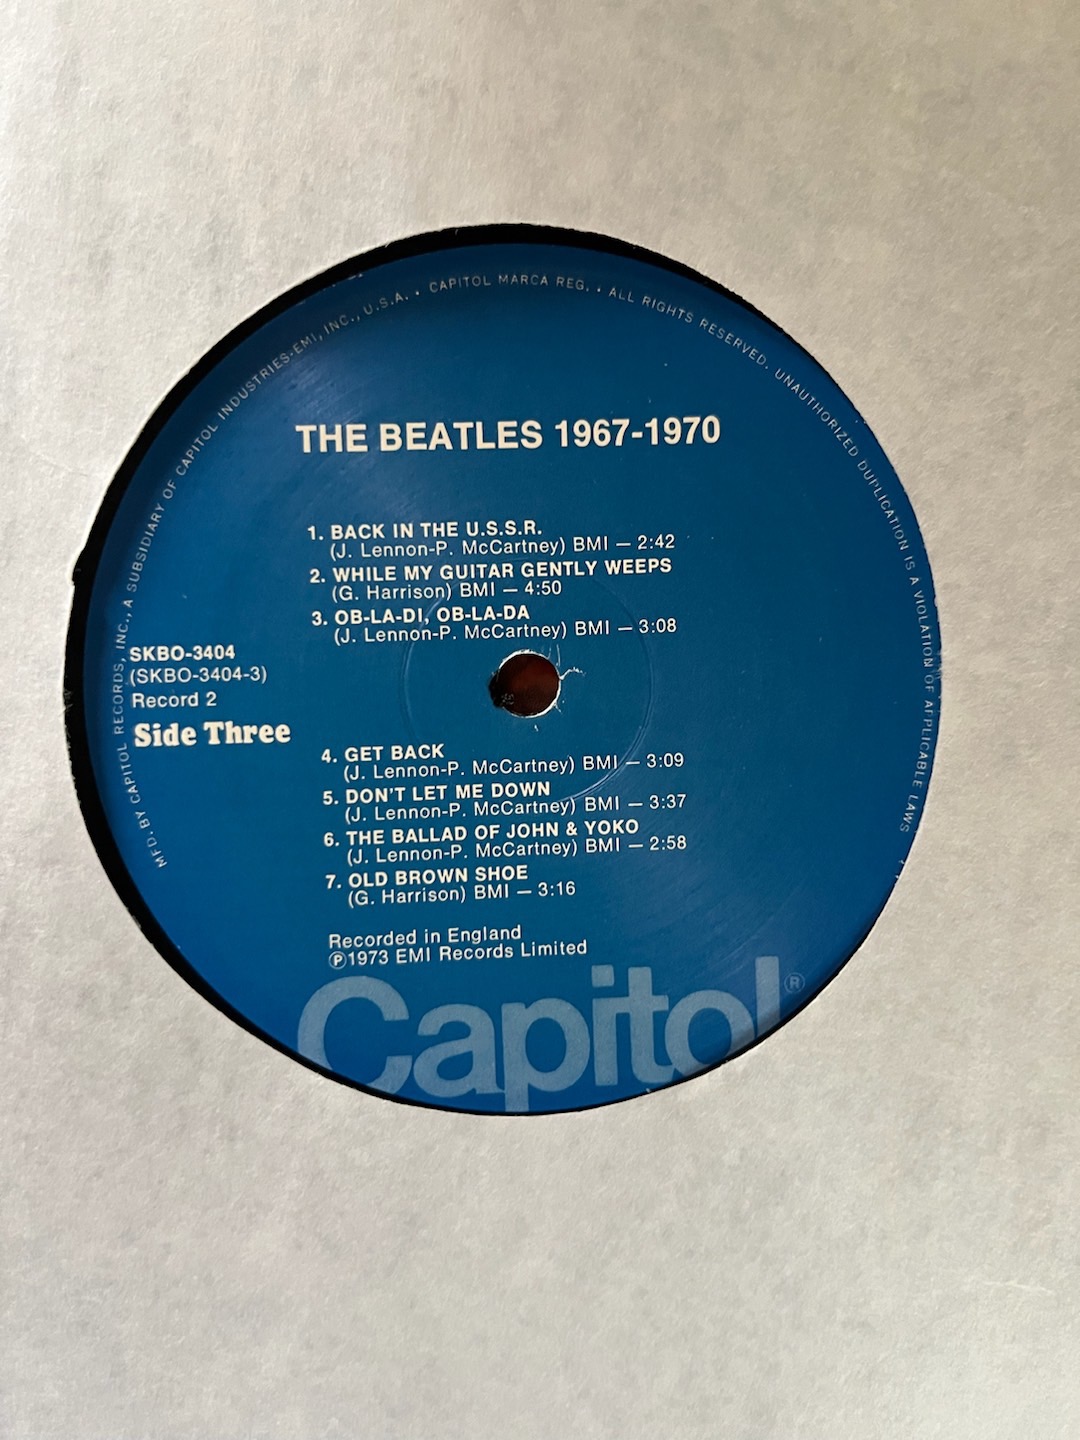 MFD. BY CAPITOL RECORDS, INC., A SUBSIDIARY OF CAPITOL INDUSTRIES-EMI, INC., U.S.A. • CAPITOL MARCA REG. • ALL RIGHTS RESERVED. UNAUTHORIZED DUPLICATION IS A VIOLATION OF APPLICABLE LAWS
THE BEATLES 1967-1970
1. BACK IN THE U.S.S.R.
(J. Lennon-P. McCartney) BMI — 2:42
2. WHILE MY GUITAR GENTLY WEEPS
(G. Harrison) BMI — 4:50
3. OB-LA-DI, OB-LA-DA
(J. Lennon-P. McCartney) BMI — 3:08
SKBO-3404
(SKBO-3404-3)
Record 2
Side Three
4. GET BACK
(J. Lennon-P. McCartney) BMI — 3:09
5. DON'T LET ME DOWN
(J. Lennon-P. McCartney) BMI — 3:37
6. THE BALLAD OF JOHN & YOKO
(J. Lennon-P. McCartney) BMI — 2:58
7. OLD BROWN SHOE
(G. Harrison) BMI — 3:16
Recorded in England
℗1973 EMI Records Limited
Capitol®